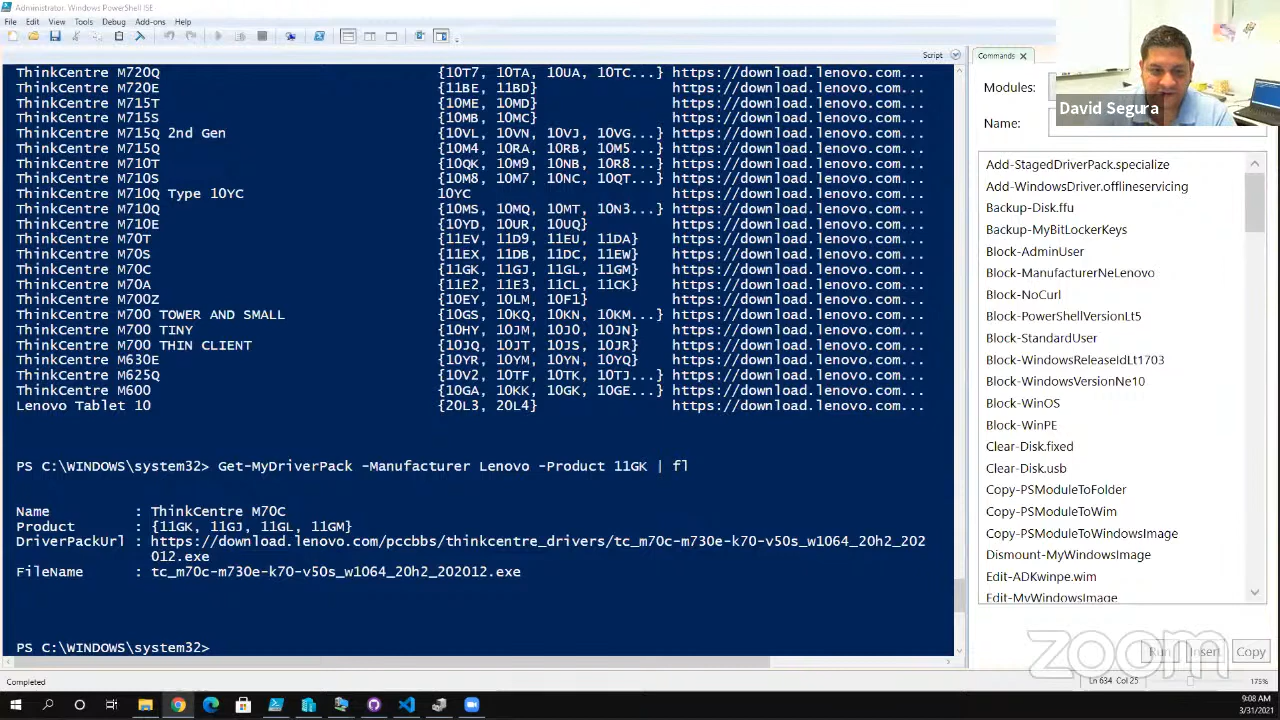 Administrator: Windows PowerShell ISE
File Edit View Tools Debug Add-ons Help
Script
ThinkCentre M720Q {10T7, 10TA, 10UA, 10TC...} https://download.lenovo.com...
ThinkCentre M720E {11BE, 11BD} https://download.lenovo.com...
ThinkCentre M715T {10ME, 10MD} https://download.lenovo.com...
ThinkCentre M715S {10MB, 10MC} https://download.lenovo.com...
ThinkCentre M715Q 2nd Gen {10VL, 10VN, 10VJ, 10VG...} https://download.lenovo.com...
ThinkCentre M715Q {10M4, 10RA, 10RB, 10M5...} https://download.lenovo.com...
ThinkCentre M710T {10QK, 10M9, 10NB, 10R8...} https://download.lenovo.com...
ThinkCentre M710S {10M8, 10M7, 10NC, 10QT...} https://download.lenovo.com...
ThinkCentre M710Q Type 10YC 10YC https://download.lenovo.com...
ThinkCentre M710Q {10MS, 10MQ, 10MT, 10N3...} https://download.lenovo.com...
ThinkCentre M710E {10YD, 10UR, 10UQ} https://download.lenovo.com...
ThinkCentre M70T {11EV, 11D9, 11EU, 11DA} https://download.lenovo.com...
ThinkCentre M70S {11EX, 11DB, 11DC, 11EW} https://download.lenovo.com...
ThinkCentre M70C {11GK, 11GJ, 11GL, 11GM} https://download.lenovo.com...
ThinkCentre M70A {11E2, 11E3, 11CL, 11CK} https://download.lenovo.com...
ThinkCentre M700Z {10EY, 10LM, 10F1} https://download.lenovo.com...
ThinkCentre M700 TOWER AND SMALL {10GS, 10KQ, 10KN, 10KM...} https://download.lenovo.com...
ThinkCentre M700 TINY {10HY, 10JM, 10J0, 10JN} https://download.lenovo.com...
ThinkCentre M700 THIN CLIENT {10JQ, 10JT, 10JS, 10JR} https://download.lenovo.com...
ThinkCentre M630E {10YR, 10YM, 10YN, 10YQ} https://download.lenovo.com...
ThinkCentre M625Q {10V2, 10TF, 10TK, 10TJ...} https://download.lenovo.com...
ThinkCentre M600 {10GA, 10KK, 10GK, 10GE...} https://download.lenovo.com...
Lenovo Tablet 10 {20L3, 20L4} https://download.lenovo.com...
PS C:\WINDOWS\system32> Get-MyDriverPack -Manufacturer Lenovo -Product 11GK | fl
Name : ThinkCentre M70C
Product : {11GK, 11GJ, 11GL, 11GM}
DriverPackUrl : https://download.lenovo.com/pccbbs/thinkcentre_drivers/tc_m70c-m730e-k70-v50s_w1064_20h2_202
012.exe
FileName : tc_m70c-m730e-k70-v50s_w1064_20h2_202012.exe
PS C:\WINDOWS\system32>
Commands
Modules:
Name:
David Segura
Add-StagedDriverPack.specialize
Add-WindowsDriver.offlineservicing
Backup-Disk.ffu
Backup-MyBitLockerKeys
Block-AdminUser
Block-ManufacturerNeLenovo
Block-NoCurl
Block-PowerShellVersionLt5
Block-StandardUser
Block-WindowsReleaseIdLt1703
Block-WindowsVersionNe10
Block-WinOS
Block-WinPE
Clear-Disk.fixed
Clear-Disk.usb
Copy-PSModuleToFolder
Copy-PSModuleToWim
Copy-PSModuleToWindowsImage
Dismount-MyWindowsImage
Edit-ADKwinpe.wim
Edit-MyWindowsImage
Run Insert Copy
zoom
Completed
Ln 634 Col 25
175%
9:08 AM
3/31/2021